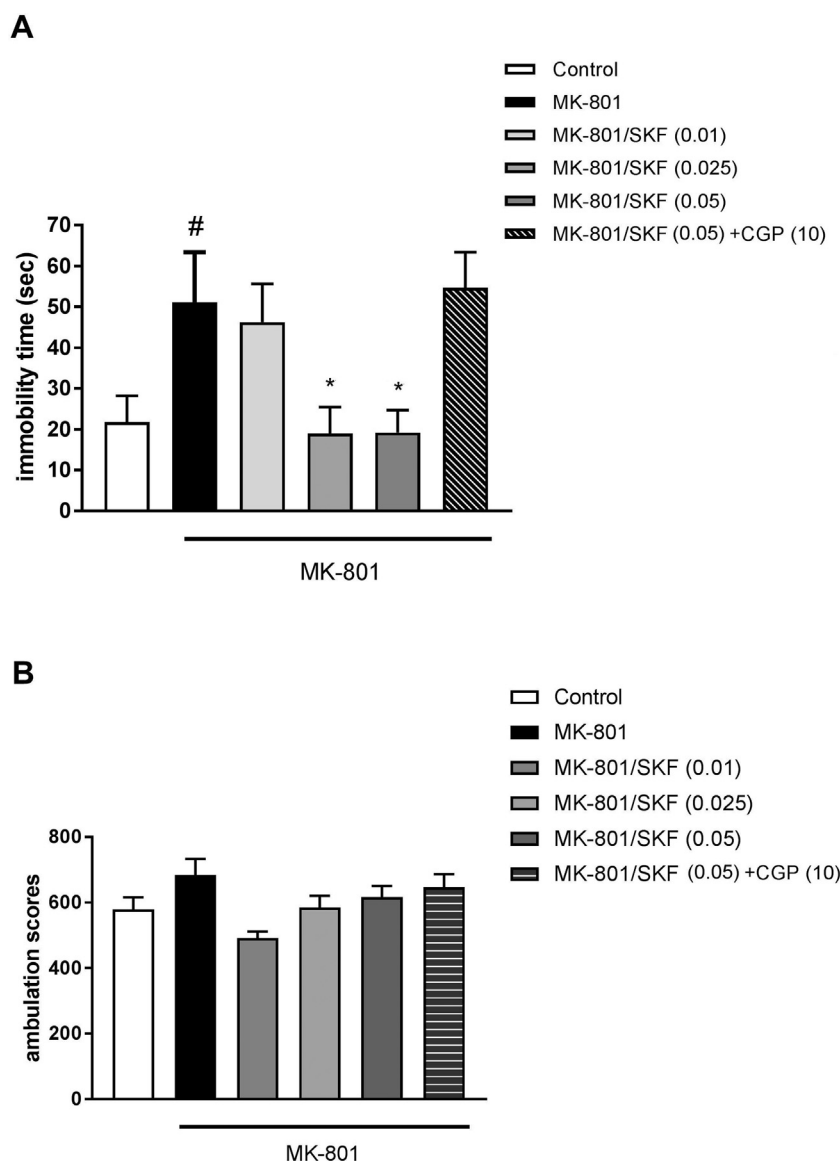 A
Control
MK-801
MK-801/SKF (0.01)
MK-801/SKF (0.025)
MK-801/SKF (0.05)
MK-801/SKF (0.05) +CGP (10)
immobility time (sec)
70
60
50
40
30
20
10
0
#
*
*
MK-801
B
Control
MK-801
MK-801/SKF (0.01)
MK-801/SKF (0.025)
MK-801/SKF (0.05)
MK-801/SKF (0.05) +CGP (10)
ambulation scores
800
600
400
200
0
MK-801